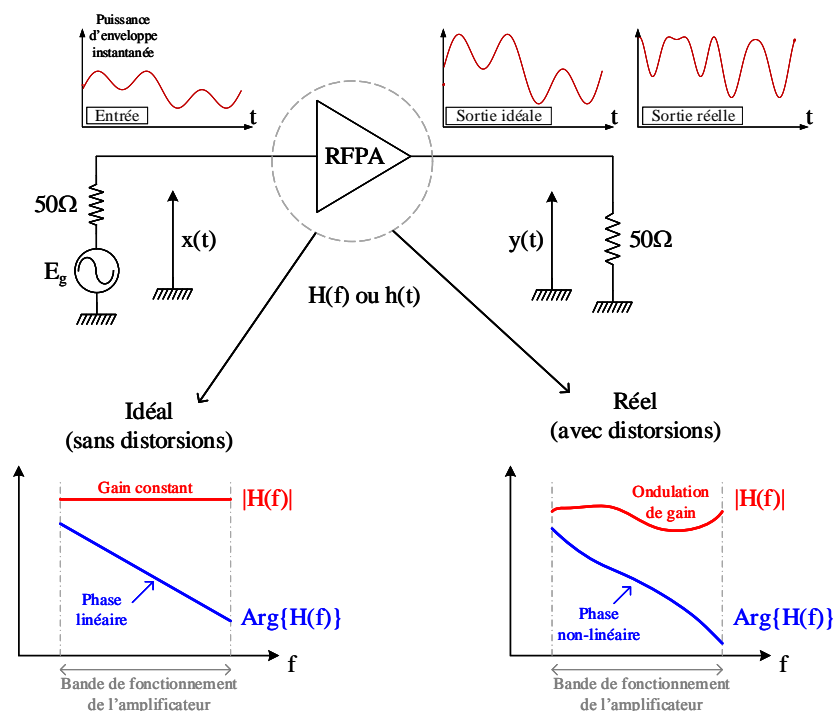 Puissance
d'enveloppe
instantanée
Entrée
t
Sortie idéale
t
Sortie réelle
t
RFPA
50Ω
x(t)
E_g
y(t)
50Ω
H(f) ou h(t)
Idéal
(sans distorsions)
Réel
(avec distorsions)
Gain constant
|H(f)|
Phase
linéaire
Arg{H(f)}
f
Bande de fonctionnement
de l'amplificateur
Ondulation
de gain
|H(f)|
Phase
non-linéaire
Arg{H(f)}
f
Bande de fonctionnement
de l'amplificateur